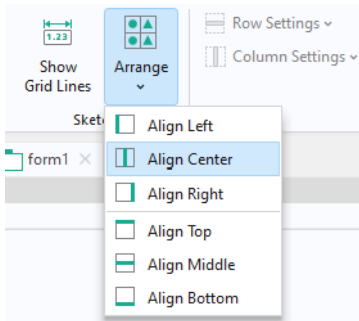 1.23
Show
Grid Lines
Arrange
Row Settings
Column Settings
Sket
form1
Align Left
Align Center
Align Right
Align Top
Align Middle
Align Bottom